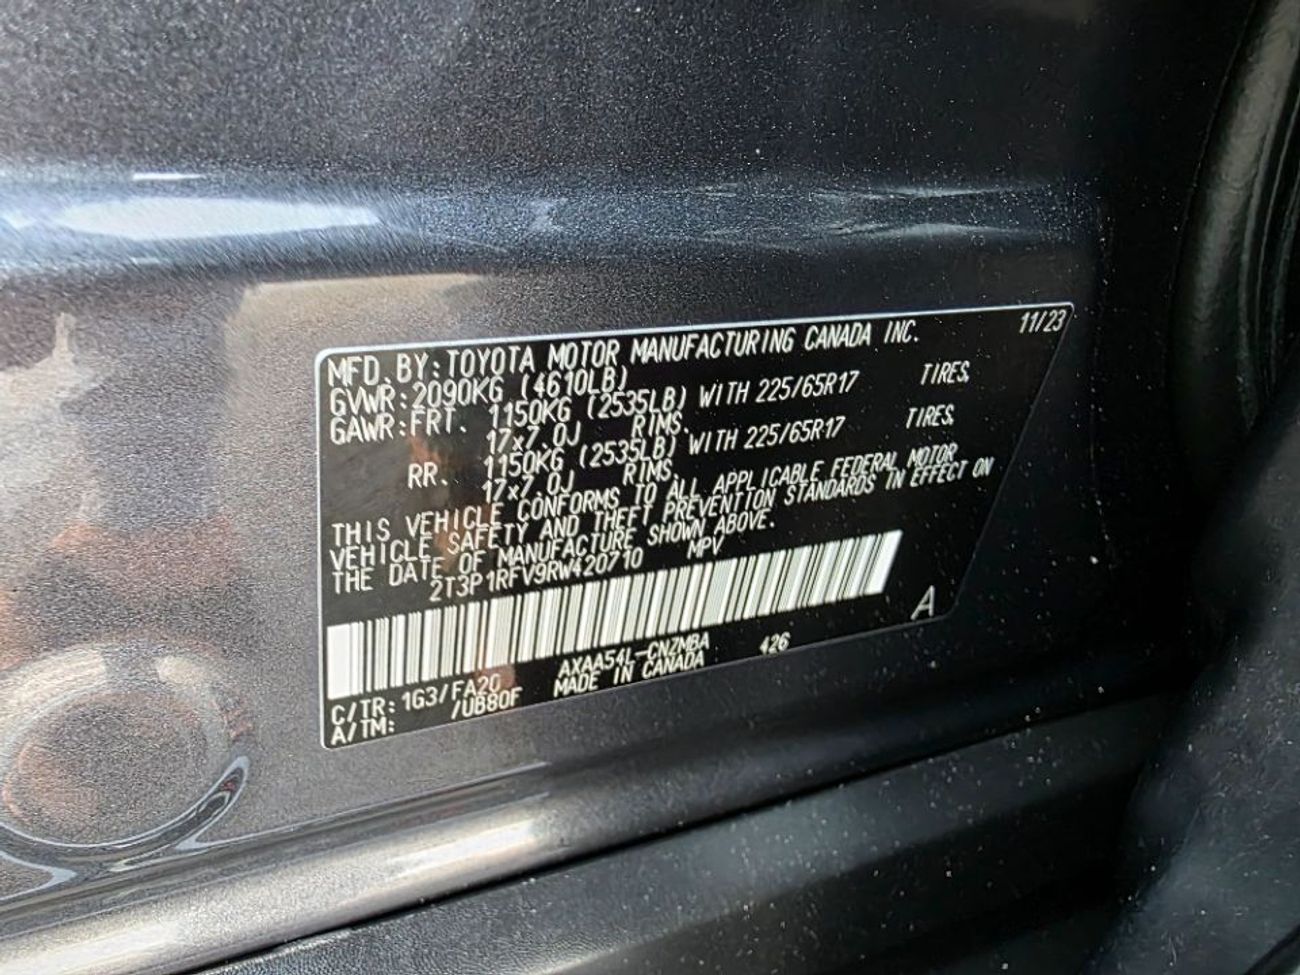 11/23
MFD. BY: TOYOTA MOTOR MANUFACTURING CANADA INC.
GVWR: 2090KG (4610LB)
GAWR: FRT. 1150KG (2535LB) WITH 225/65R17 TIRES,
17x7.0J RIMS.
RR. 1150KG (2535LB) WITH 225/65R17 TIRES,
17x7.0J RIMS.
THIS VEHICLE CONFORMS TO ALL APPLICABLE FEDERAL MOTOR
VEHICLE SAFETY AND THEFT PREVENTION STANDARDS IN EFFECT ON
THE DATE OF MANUFACTURE SHOWN ABOVE.
2T3P1RFV9RW420710 MPV
A
C/TR: 1G3/FA20 AXAA54L-CNZMBA 426
A/TM: /UB80F MADE IN CANADA